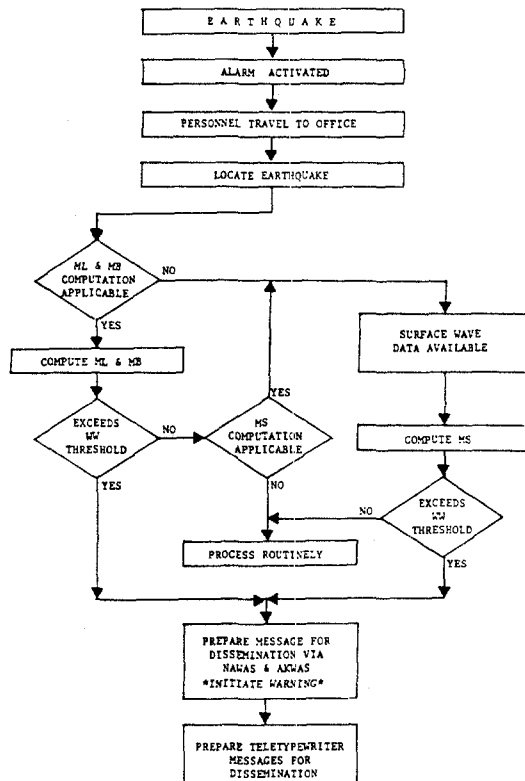 EARTHQUAKE
ALARM ACTIVATED
PERSONNEL TRAVEL TO OFFICE
LOCATE EARTHQUAKE
ML & MB
COMPUTATION
APPLICABLE
NO
YES
SURFACE WAVE
DATA AVAILABLE
COMPUTE ML & MB
YES
EXCEEDS
WW
THRESHOLD
NO
MS
COMPUTATION
APPLICABLE
COMPUTE MS
YES
NO
NO
EXCEEDS
WW
THRESHOLD
PROCESS ROUTINELY
YES
PREPARE MESSAGE FOR
DISSEMINATION VIA
NAWAS & AKWAS
*INITIATE WARNING*
PREPARE TELETYPEWRITER
MESSAGES FOR
DISSEMINATION